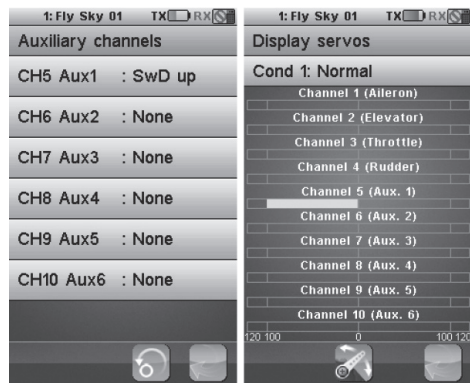 1: Fly Sky 01 TX RX
Auxiliary channels
CH5 Aux1 : SwD up
CH6 Aux2 : None
CH7 Aux3 : None
CH8 Aux4 : None
CH9 Aux5 : None
CH10 Aux6 : None
1: Fly Sky 01 TX RX
Display servos
Cond 1: Normal
Channel 1 (Aileron)
Channel 2 (Elevator)
Channel 3 (Throttle)
Channel 4 (Rudder)
Channel 5 (Aux. 1)
Channel 6 (Aux. 2)
Channel 7 (Aux. 3)
Channel 8 (Aux. 4)
Channel 9 (Aux. 5)
Channel 10 (Aux. 6)
120 100 0 100 120